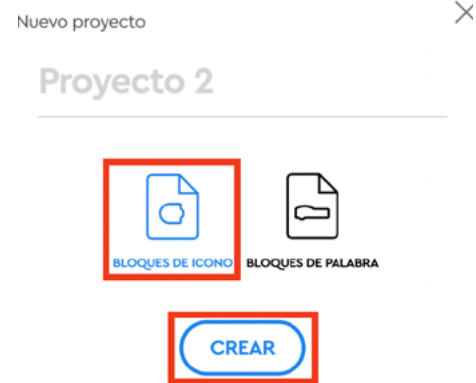 Nuevo proyecto
Proyecto 2
BLOQUES DE ICONO BLOQUES DE PALABRA
CREAR